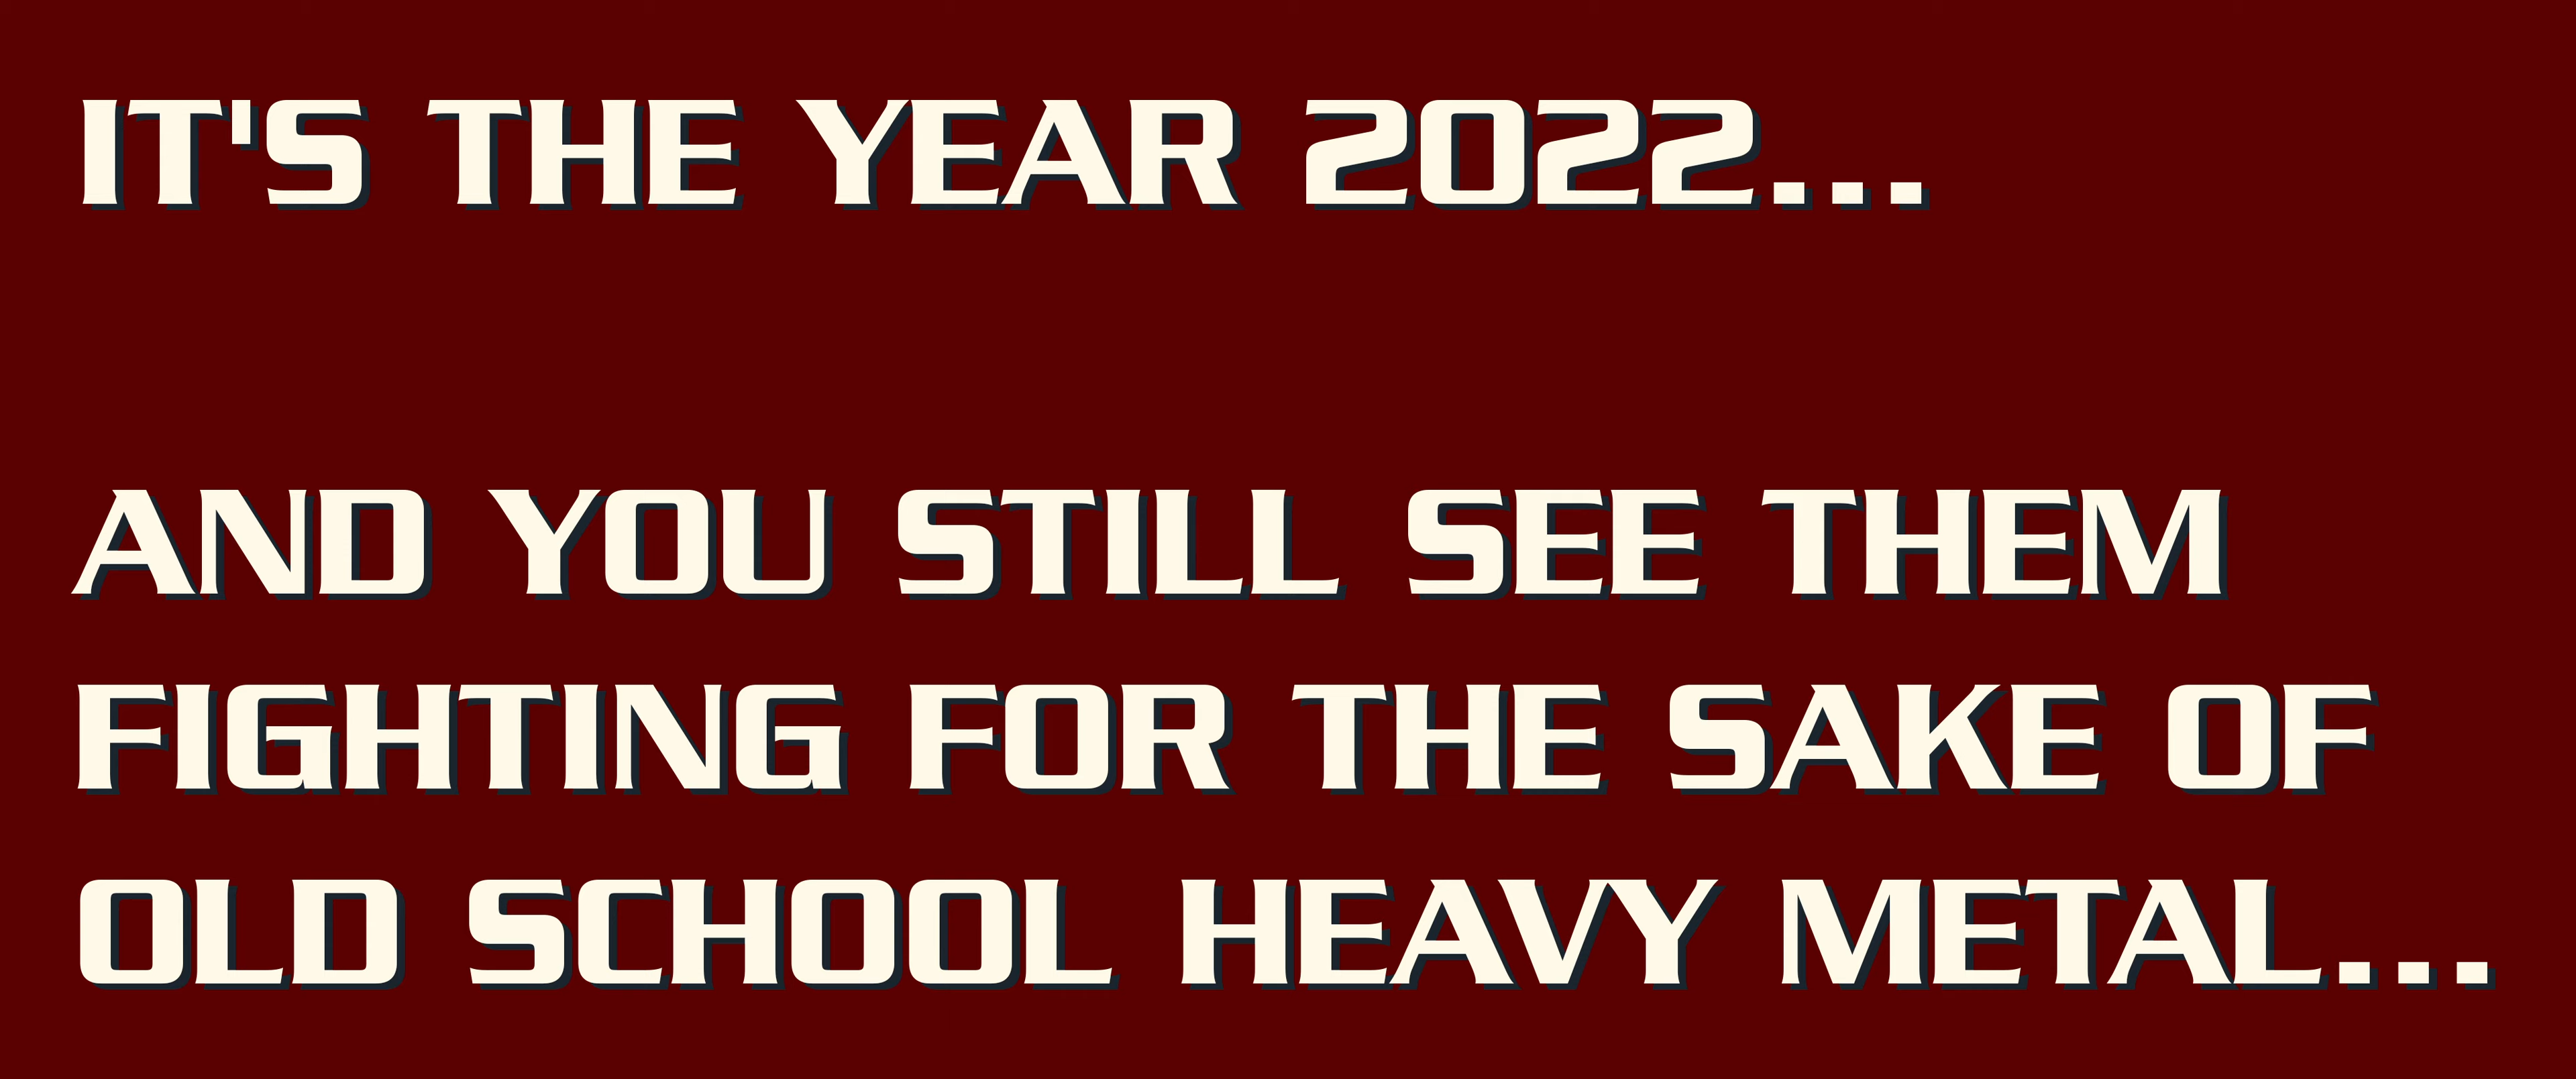 IT'S THE YEAR 2022...
AND YOU STILL SEE THEM
FIGHTING FOR THE SAKE OF
OLD SCHOOL HEAVY METAL...